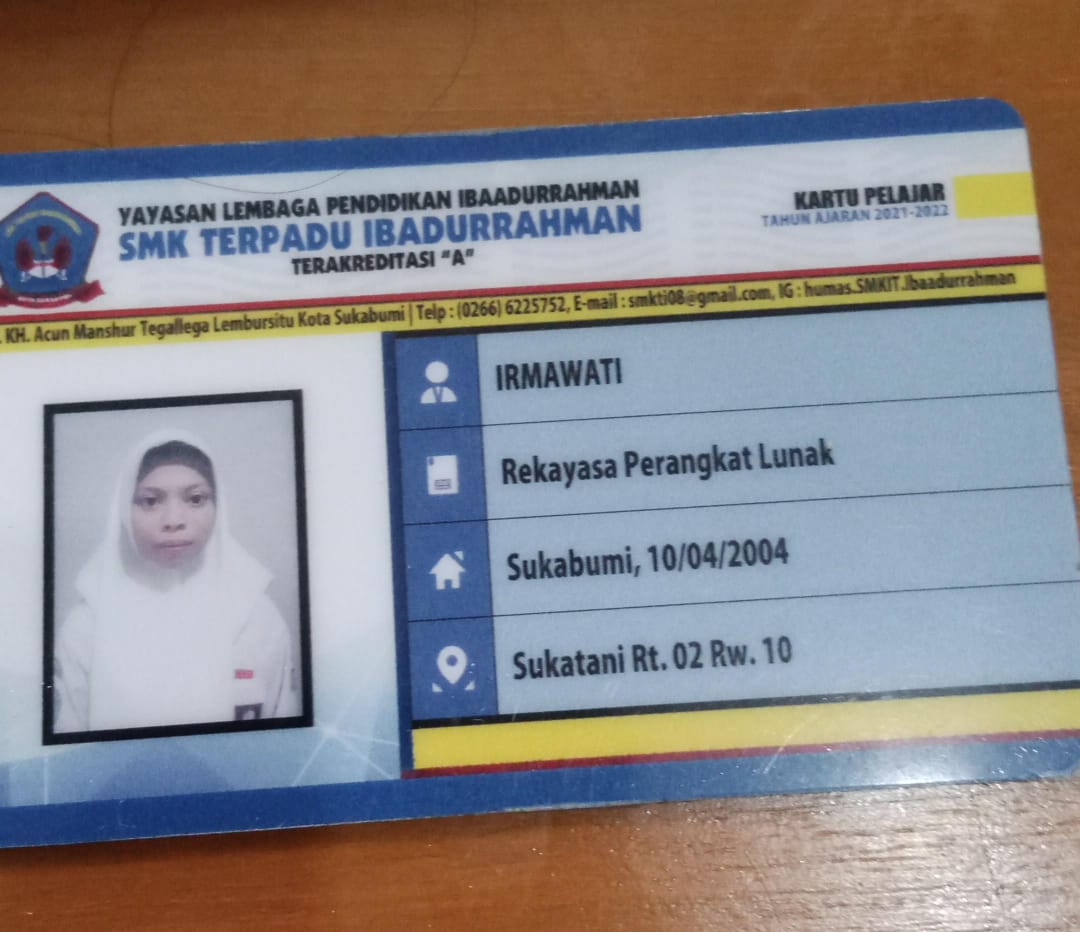 YAYASAN LEMBAGA PENDIDIKAN IBAADURRAHMAN
SMK TERPADU IBADURRAHMAN
TERAKREDITASI "A"
KARTU PELAJAR
TAHUN AJARAN 2021-2022
. KH. Acun Manshur Tegallega Lembursitu Kota Sukabumi | Telp : (0266) 6225752, E-mail : smkti08@gmail.com, IG : humas.SMKIT.Ibaadurrahman
IRMAWATI
Rekayasa Perangkat Lunak
Sukabumi, 10/04/2004
Sukatani Rt. 02 Rw. 10